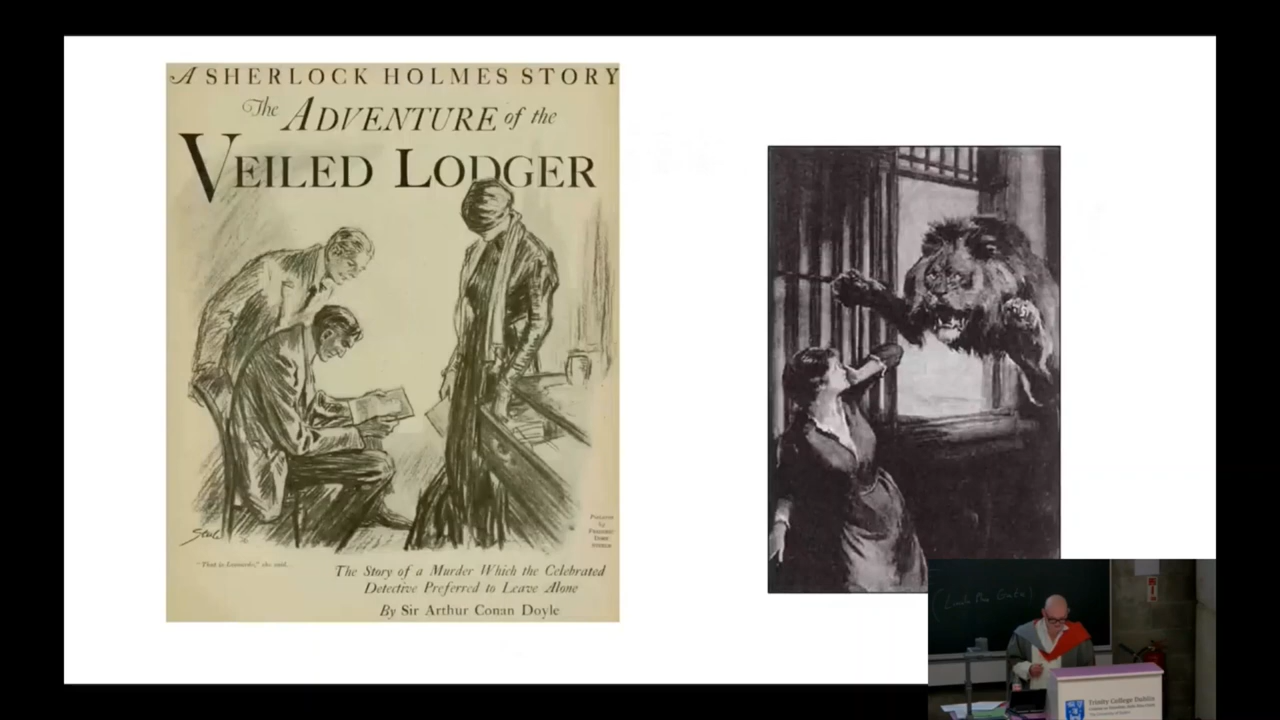 A SHERLOCK HOLMES STORY
The ADVENTURE of the
VEILED LODGER
"That is Leonardo," she said.
The Story of a Murder Which the Celebrated
Detective Preferred to Leave Alone
By Sir Arthur Conan Doyle
Trinity College Dublin